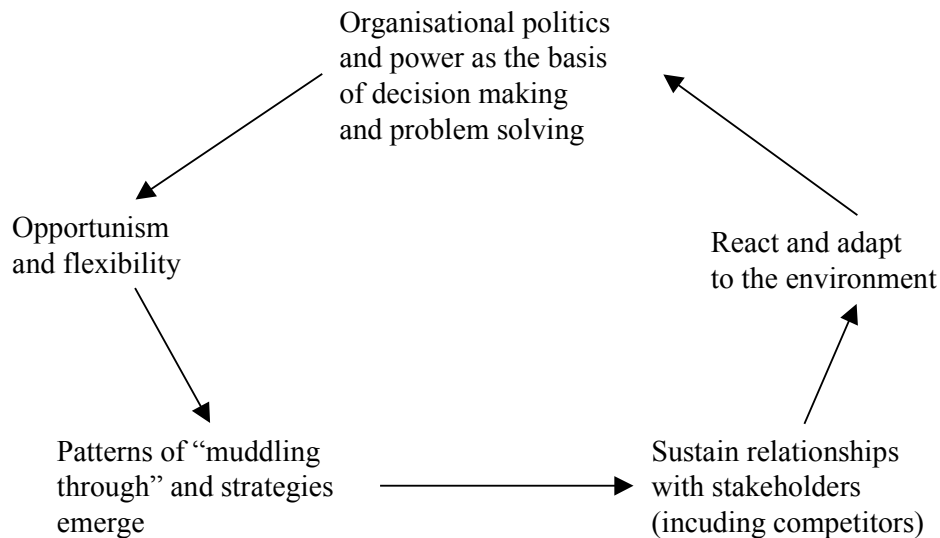 Organisational politics
and power as the basis
of decision making
and problem solving
Opportunism
and flexibility
React and adapt
to the environment
Patterns of “muddling
through” and strategies
emerge
Sustain relationships
with stakeholders
(incuding competitors)